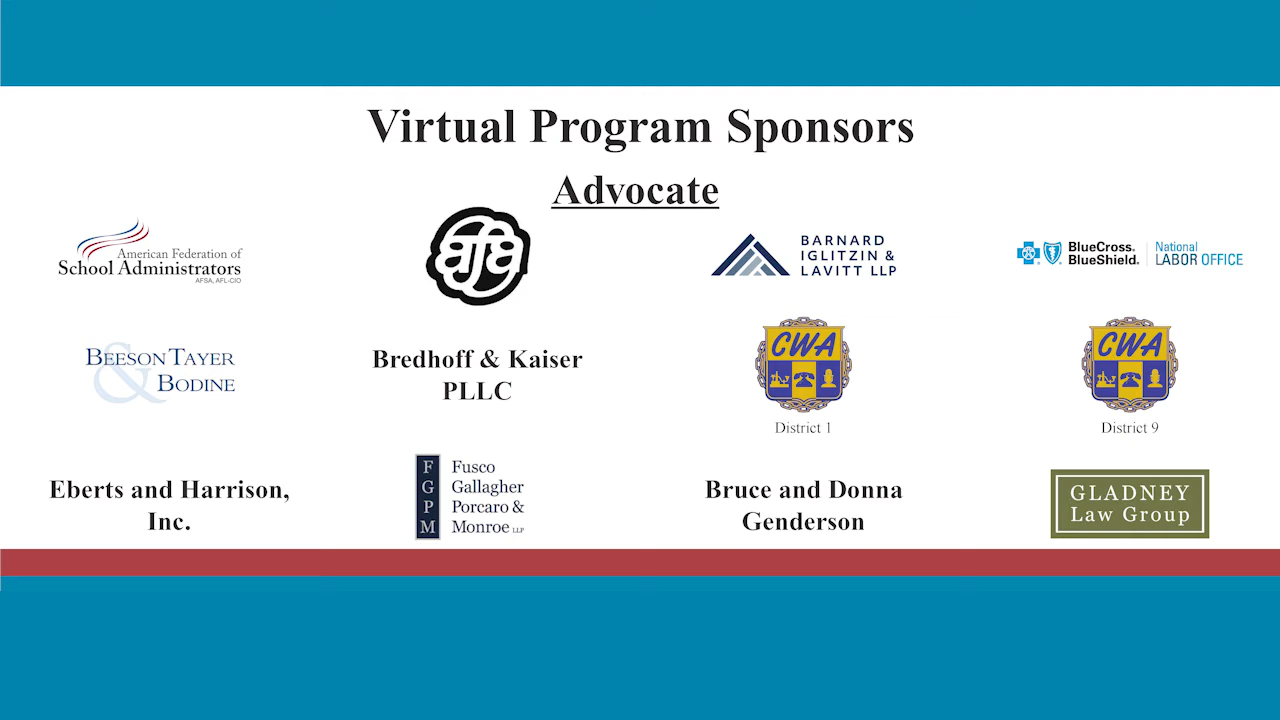 Virtual Program Sponsors
Advocate
American Federation of
School Administrators
AFSA, AFL-CIO
afa
BARNARD
IGLITZIN &
LAVITT LLP
BlueCross.
BlueShield.
National
LABOR OFFICE
BEESON TAYER
& BODINE
Bredhoff & Kaiser
PLLC
CWA
District 1
CWA
District 9
Eberts and Harrison,
Inc.
F
G
P
M
Fusco
Gallagher
Porcaro &
Monroe LLP
Bruce and Donna
Genderson
GLADNEY
Law Group